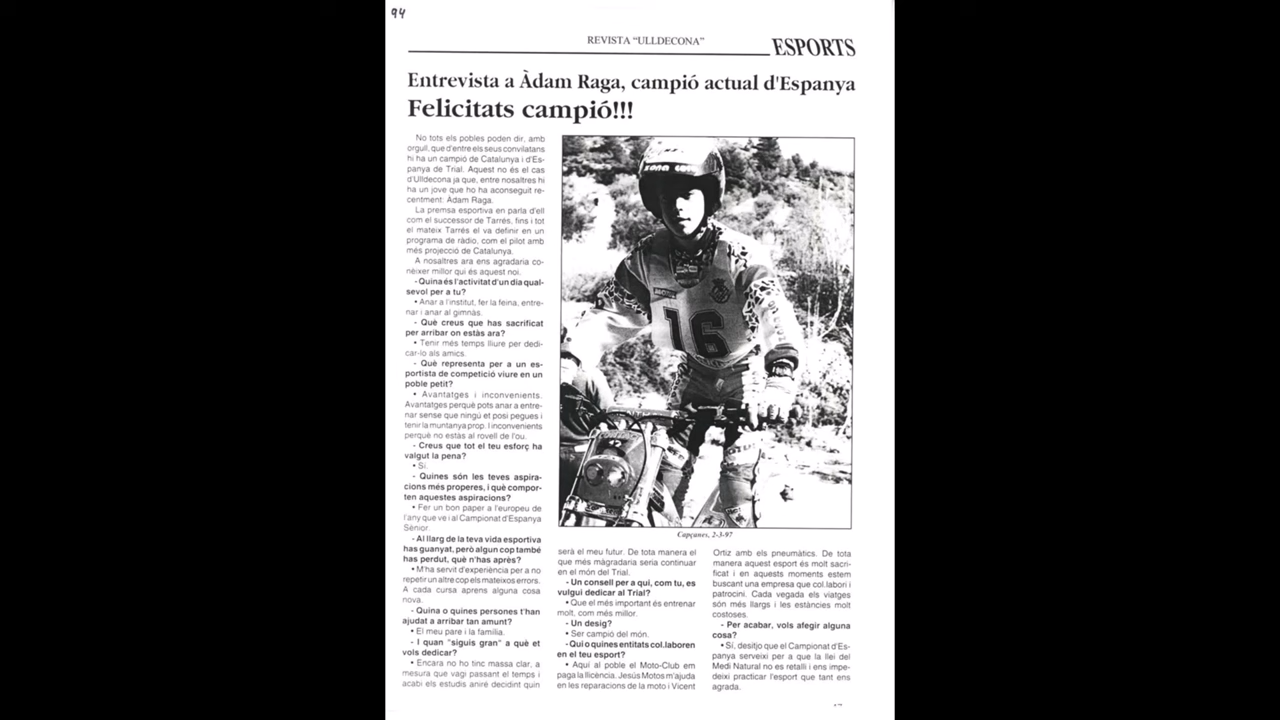 94
REVISTA "ULLDECONA"
ESPORTS
Entrevista a Àdam Raga, campió actual d'Espanya
Felicitats campió!!!
No tots els pobles poden dir, amb
orgull, que d'entre els seus convilatans
hi ha un campió de Catalunya i d'Es-
panya de Trial. Aquest no és el cas
d'Ulldecona ja que, entre nosaltres hi
ha un jove que ho ha aconseguit re-
centment: Àdam Raga.
La premsa esportiva en parla d'ell
com el successor de Tarrés, fins i tot
el mateix Tarrés el va definir en un
programa de ràdio, com el pilot amb
més projecció de Catalunya.
A nosaltres ara ens agradaria co-
nèixer millor qui és aquest noi.
- Quina és l'activitat d'un dia qual-
sevol per a tu?
• Anar a l'institut, fer la feina, entre-
nar i anar al gimnàs.
- Què creus que has sacrificat
per arribar on estàs ara?
• Tenir més temps lliure per dedi-
car-lo als amics.
- Què representa per a un es-
portista de competició viure en un
poble petit?
• Avantatges i inconvenients.
Avantatges perquè pots anar a entre-
nar sense que ningú et posi pegues i
tenir la muntanya prop. I inconvenients
perquè no estàs al rovell de l'ou.
- Creus que tot el teu esforç ha
valgut la pena?
• Sí.
- Quines són les teves aspira-
cions més properes, i què compor-
ten aquestes aspiracions?
• Fer un bon paper a l'europeu de
l'any que ve i al Campionat d'Espanya
Sènior.
- Al llarg de la teva vida esportiva
has guanyat, però algun cop també
has perdut, què n'has après?
• M'ha servit d'experiència per a no
repetir un altre cop els mateixos errors.
A cada cursa aprens alguna cosa
nova.
- Quina o quines persones t'han
ajudat a arribar tan amunt?
• El meu pare i la família.
- I quan "siguis gran" a què et
vols dedicar?
• Encara no ho tinc massa clar, a
mesura que vagi passant el temps i
acabi els estudis aniré decidint quin
16
Capçanes, 2-3-97
serà el meu futur. De tota manera el
que més m'agradaria seria continuar
en el món del Trial.
- Un consell per a qui, com tu, es
vulgui dedicar al Trial?
• Que el més important és entrenar
molt, com més millor.
- Un desig?
• Ser campió del món.
- Qui o quines entitats col.laboren
en el teu esport?
• Aquí al poble el Moto-Club em
paga la llicència. Jesús Motos m'ajuda
en les reparacions de la moto i Vicent
Ortiz amb els pneumàtics. De tota
manera aquest esport és molt sacri-
ficat i en aquests moments estem
buscant una empresa que col.labori i
patrocini. Cada vegada els viatges
són més llargs i les estàncies molt
costoses.
- Per acabar, vols afegir alguna
cosa?
• Sí, desitjo que el Campionat d'Es-
panya serveixi per a que la llei del
Medi Natural no es retalli i ens impe-
deixi practicar l'esport que tant ens
agrada.